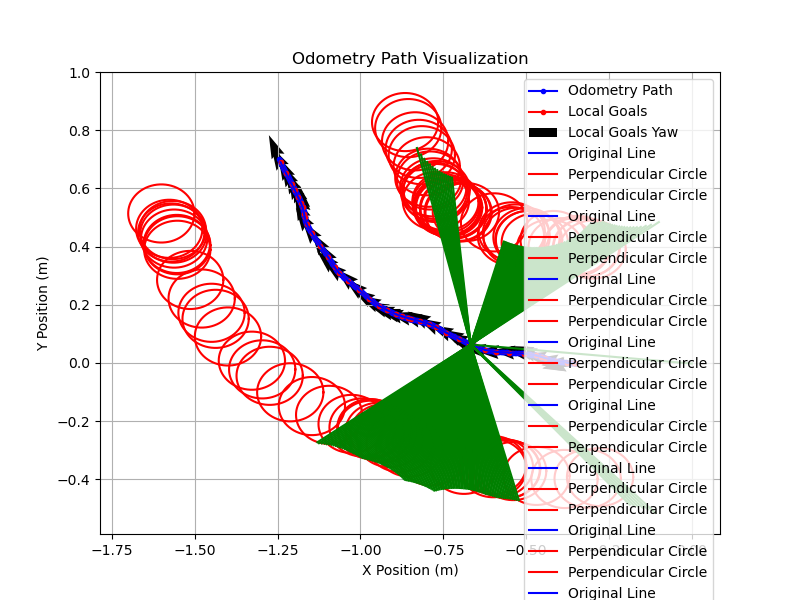 Odometry Path Visualization
1.0
0.8
0.6
0.4
0.2
0.0
−0.2
−0.4
Y Position (m)
−1.75
−1.50
−1.25
−1.00
−0.75
−0.50
X Position (m)
Odometry Path
Local Goals
Local Goals Yaw
Original Line
Perpendicular Circle
Perpendicular Circle
Original Line
Perpendicular Circle
Perpendicular Circle
Original Line
Perpendicular Circle
Perpendicular Circle
Original Line
Perpendicular Circle
Perpendicular Circle
Original Line
Perpendicular Circle
Perpendicular Circle
Original Line
Perpendicular Circle
Perpendicular Circle
Original Line
Perpendicular Circle
Perpendicular Circle
Original Line